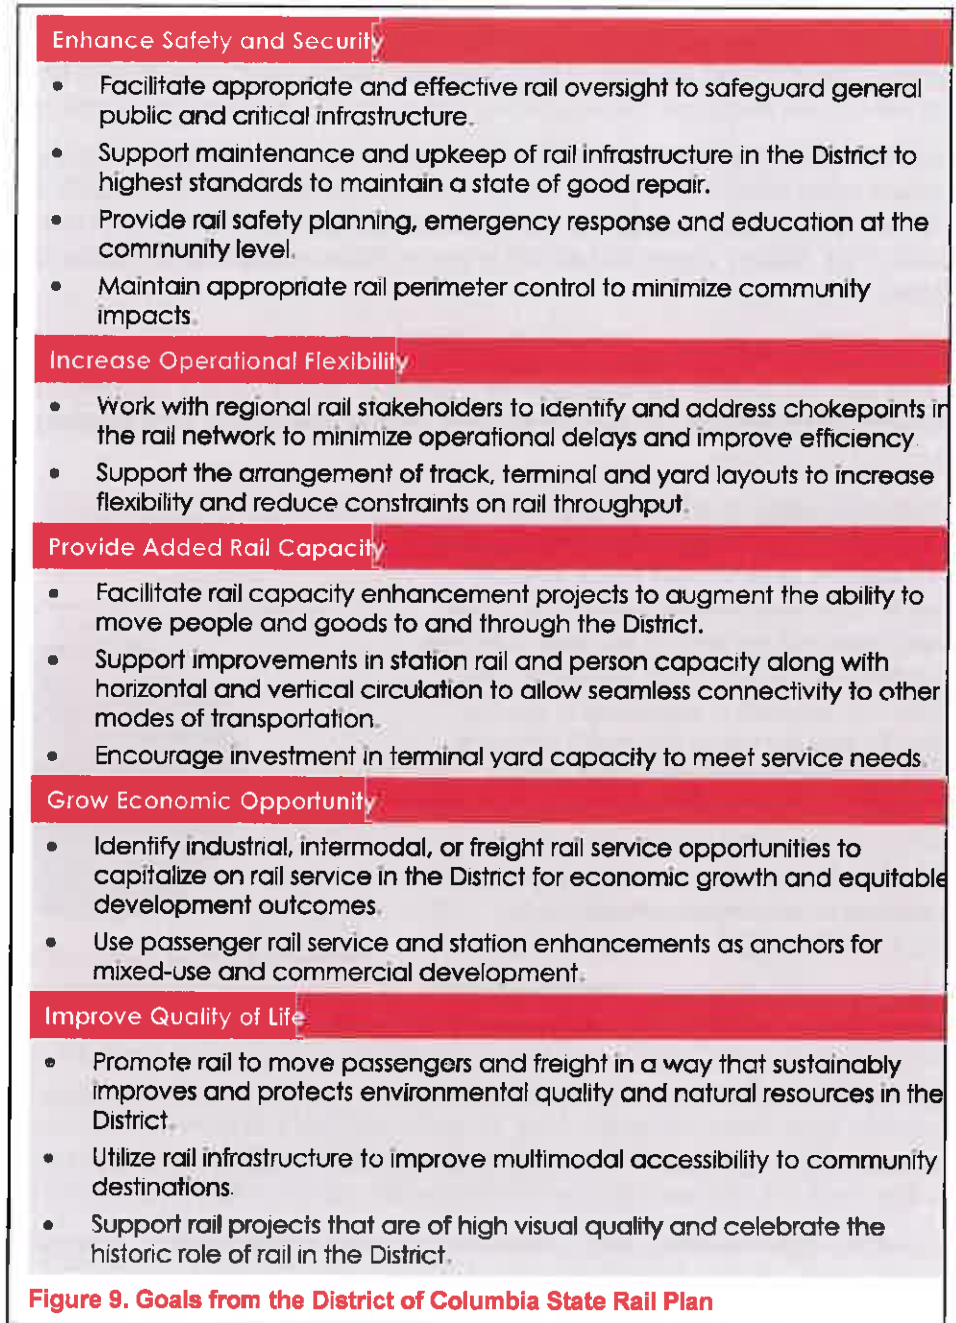 Enhance Safety and Security
• Facilitate appropriate and effective rail oversight to safeguard general
public and critical infrastructure.
• Support maintenance and upkeep of rail infrastructure in the District to
highest standards to maintain a state of good repair.
• Provide rail safety planning, emergency response and education at the
community level.
• Maintain appropriate rail perimeter control to minimize community
impacts.
Increase Operational Flexibility
• Work with regional rail stakeholders to identify and address chokepoints in
the rail network to minimize operational delays and improve efficiency.
• Support the arrangement of track, terminal and yard layouts to increase
flexibility and reduce constraints on rail throughput.
Provide Added Rail Capacity
• Facilitate rail capacity enhancement projects to augment the ability to
move people and goods to and through the District.
• Support improvements in station rail and person capacity along with
horizontal and vertical circulation to allow seamless connectivity to other
modes of transportation.
• Encourage investment in terminal yard capacity to meet service needs.
Grow Economic Opportunity
• Identify industrial, intermodal, or freight rail service opportunities to
capitalize on rail service in the District for economic growth and equitable
development outcomes.
• Use passenger rail service and station enhancements as anchors for
mixed-use and commercial development.
Improve Quality of Life
• Promote rail to move passengers and freight in a way that sustainably
improves and protects environmental quality and natural resources in the
District.
• Utilize rail infrastructure to improve multimodal accessibility to community
destinations.
• Support rail projects that are of high visual quality and celebrate the
historic role of rail in the District.
Figure 9. Goals from the District of Columbia State Rail Plan